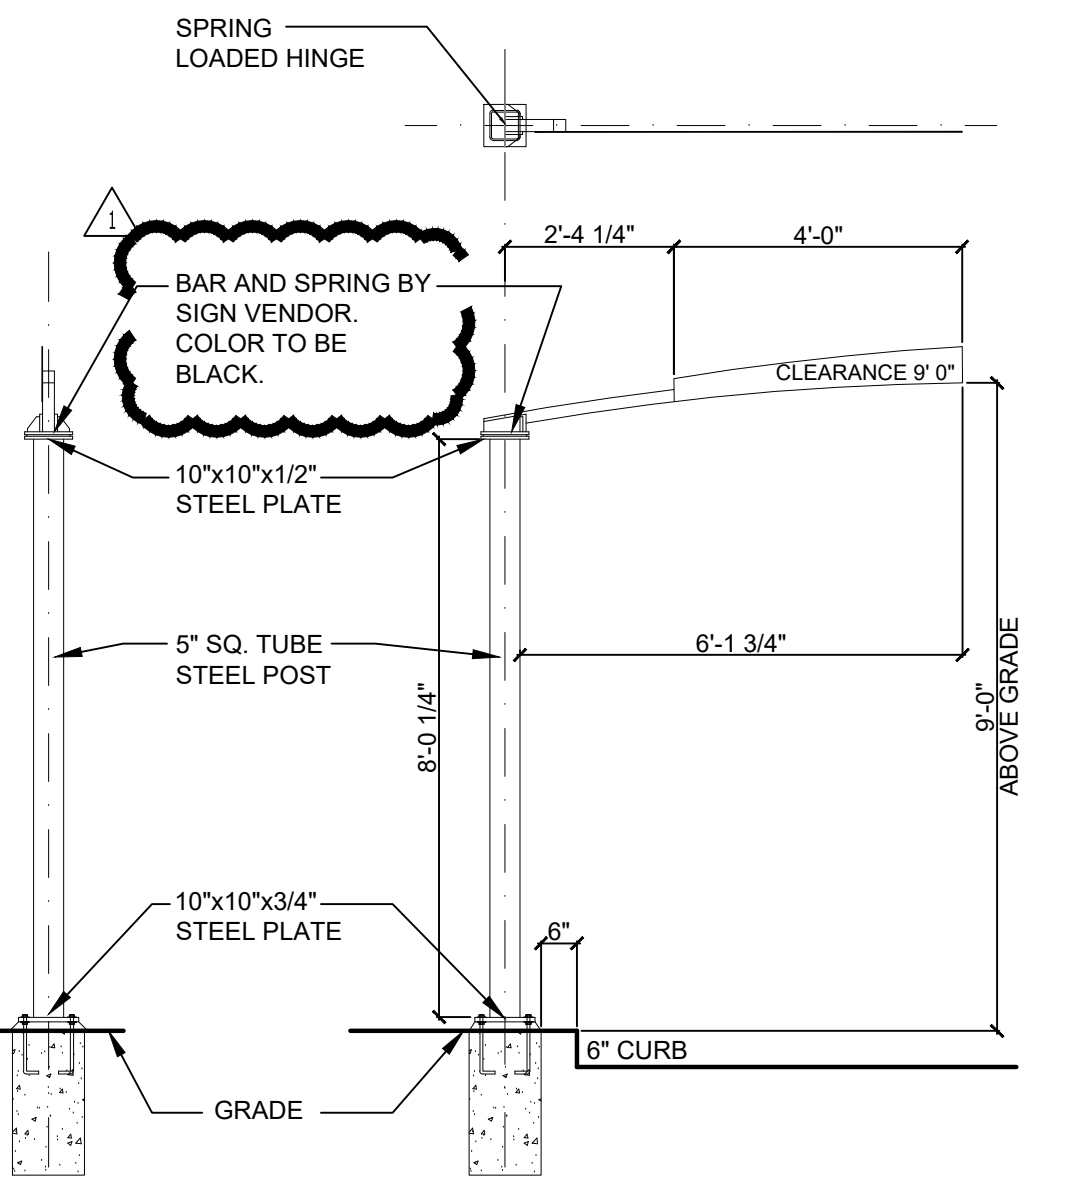 SPRING
LOADED HINGE
1
2'-4 1/4"
4'-0"
BAR AND SPRING BY
SIGN VENDOR.
COLOR TO BE
BLACK.
CLEARANCE 9' 0"
10"x10"x1/2"
STEEL PLATE
5" SQ. TUBE
STEEL POST
6'-1 3/4"
8'-0 1/4"
9'-0"
ABOVE GRADE
10"x10"x3/4"
STEEL PLATE
6"
6" CURB
GRADE